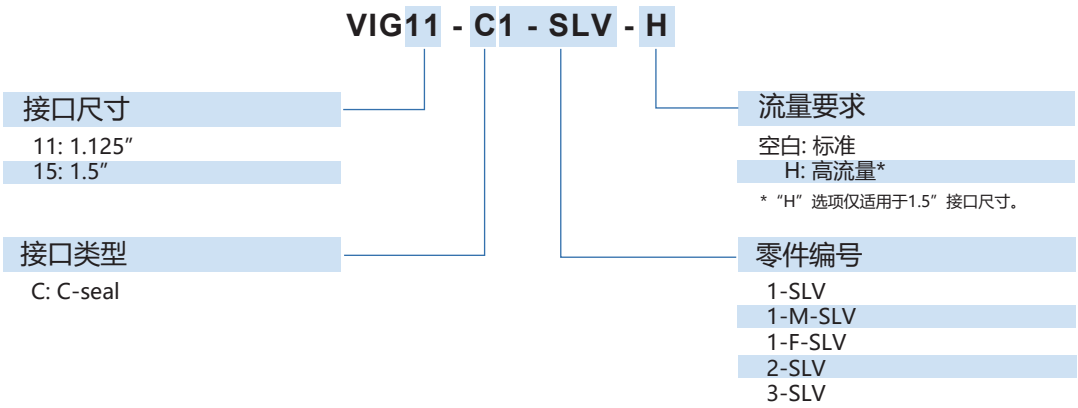 VIG11 - C1 - SLV - H
接口尺寸
11: 1.125"
15: 1.5"
接口类型
C: C-seal
流量要求
空白: 标准
H: 高流量*
* "H" 选项仅适用于1.5" 接口尺寸。
零件编号
1-SLV
1-M-SLV
1-F-SLV
2-SLV
3-SLV